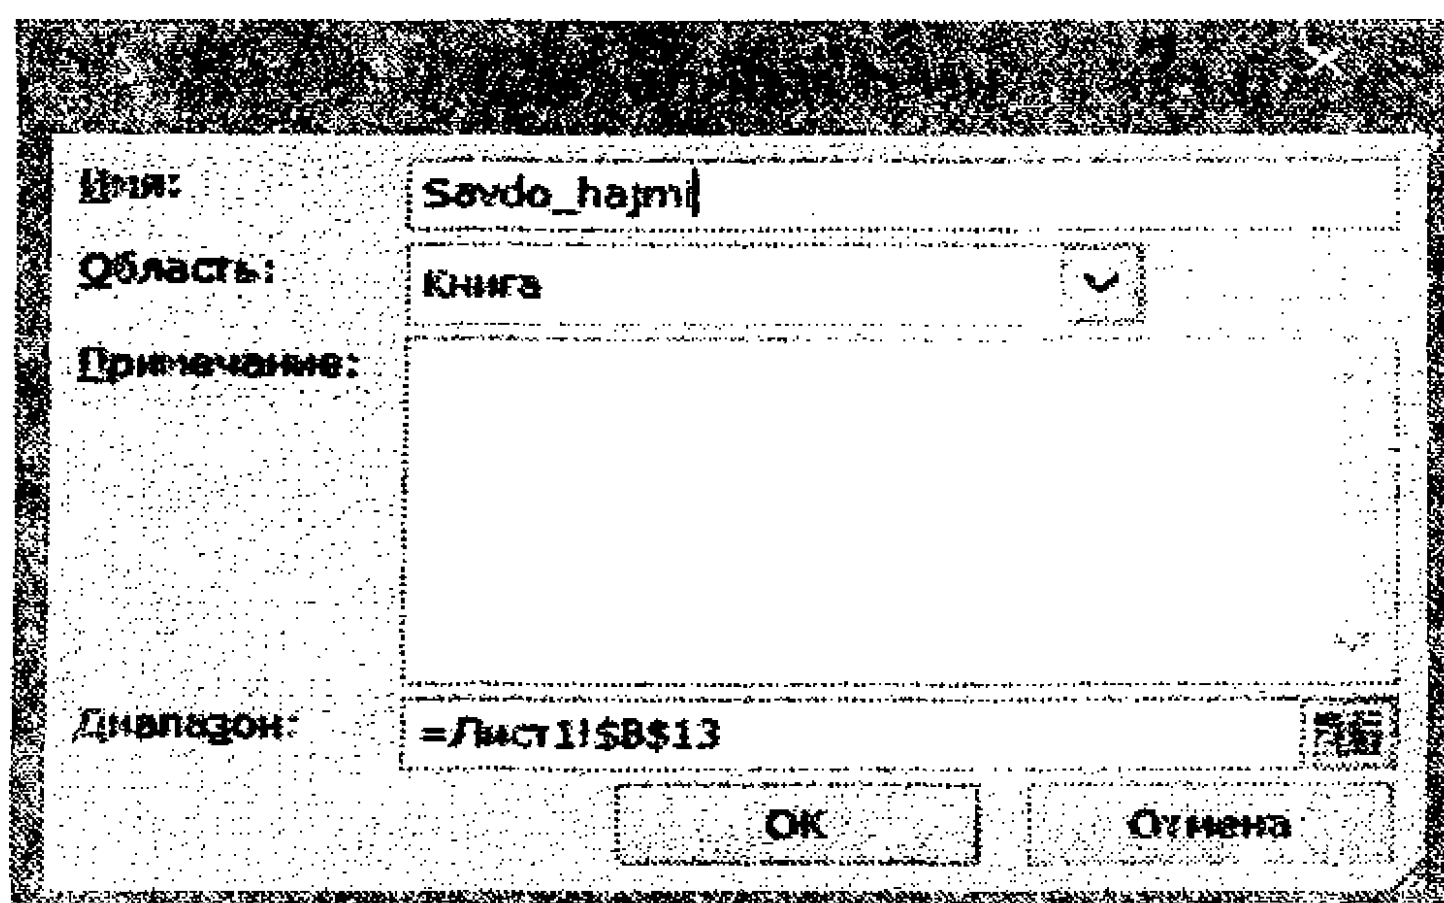 Имя: Savdo_hajmi
Область: Книга
Примечание:
Диапазон: =Лист1!$B$13
OK Отмена